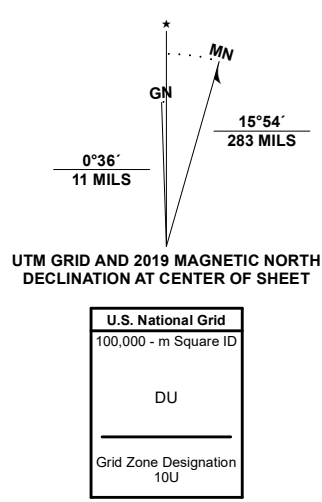 ★
MN
GN
15°54´
283 MILS
0°36´
11 MILS
UTM GRID AND 2019 MAGNETIC NORTH
DECLINATION AT CENTER OF SHEET
U.S. National Grid
100,000 - m Square ID
DU
Grid Zone Designation
10U